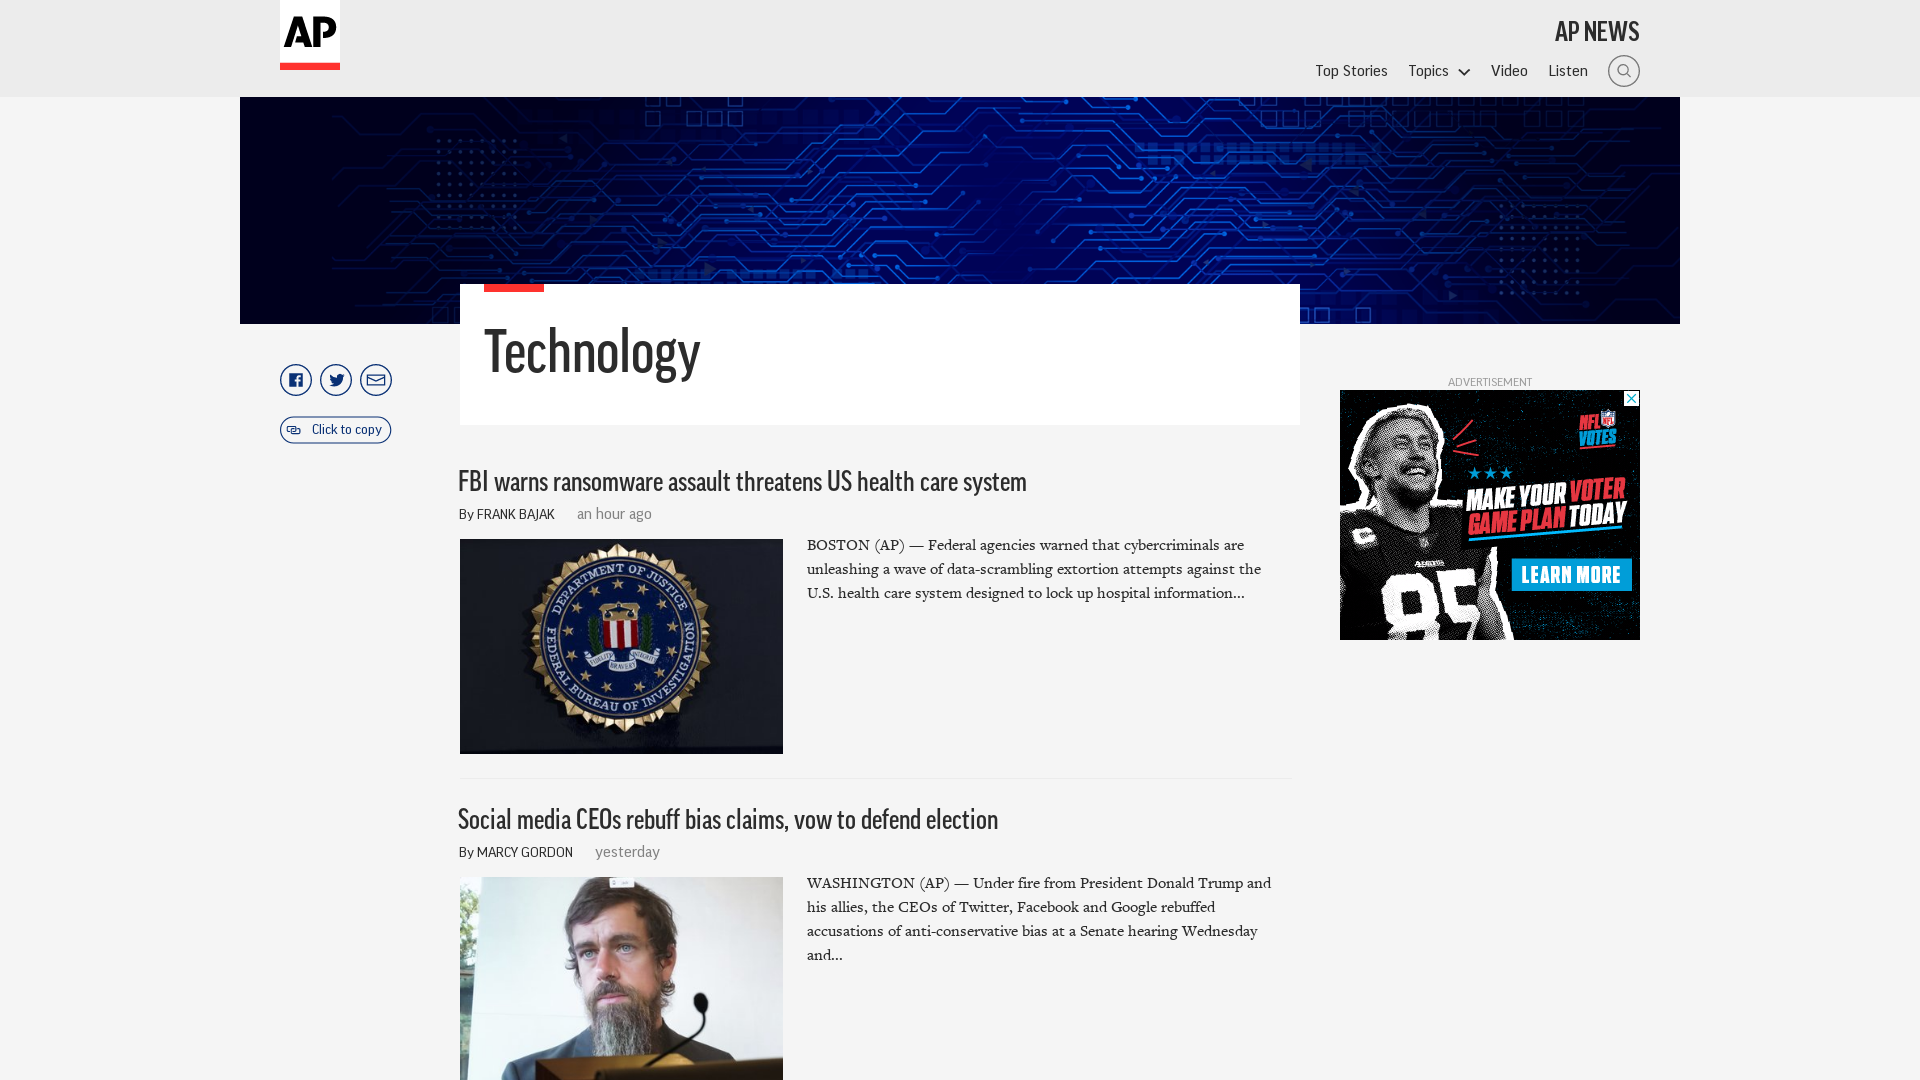 AP
AP NEWS
Top Stories
Topics
Video
Listen
Technology
Click to copy
ADVERTISEMENT
NFL
VOTES
MAKE YOUR VOTER
GAME PLAN TODAY
LEARN MORE
C
85
FBI warns ransomware assault threatens US health care system
By FRANK BAJAK an hour ago
DEPARTMENT OF JUSTICE
FIDELITY
BRAVERY
INTEGRITY
FEDERAL BUREAU OF INVESTIGATION
BOSTON (AP) — Federal agencies warned that cybercriminals are
unleashing a wave of data-scrambling extortion attempts against the
U.S. health care system designed to lock up hospital information...
Social media CEOs rebuff bias claims, vow to defend election
By MARCY GORDON yesterday
WASHINGTON (AP) — Under fire from President Donald Trump and
his allies, the CEOs of Twitter, Facebook and Google rebuffed
accusations of anti-conservative bias at a Senate hearing Wednesday
and...